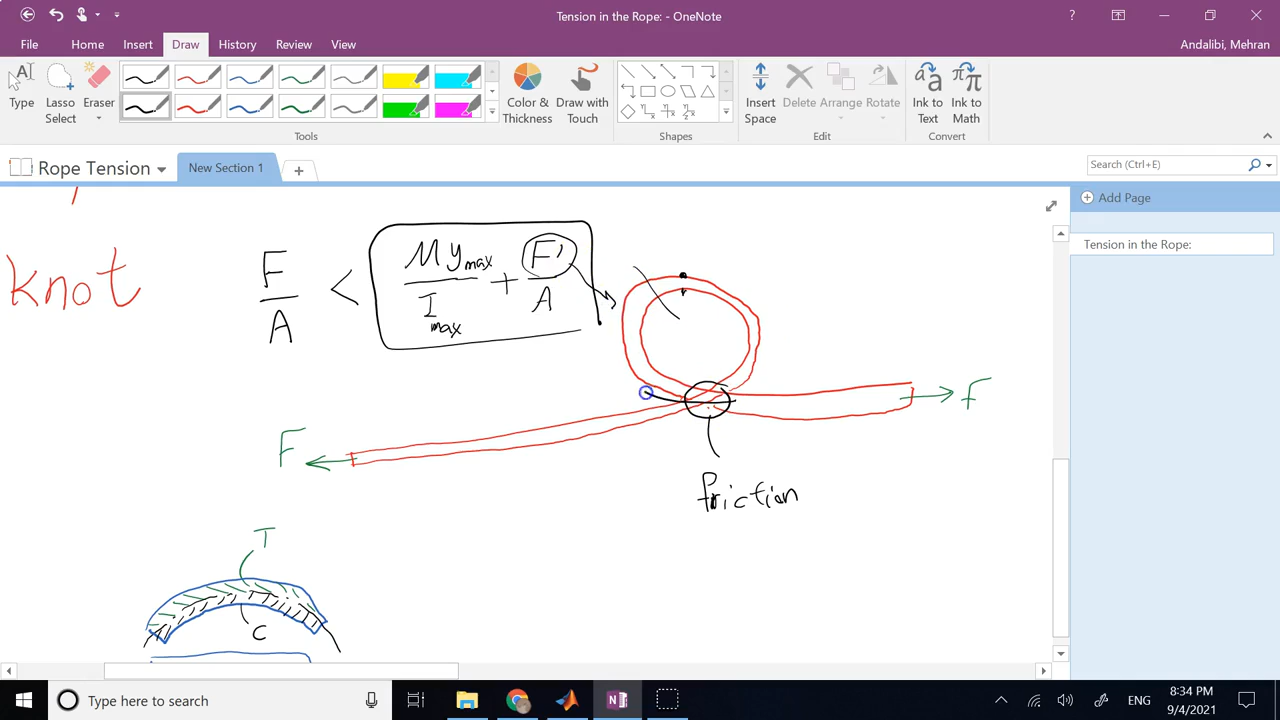 Tension in the Rope: - OneNote
?
File Home Insert Draw History Review View
Andalibi, Mehran
Type
Lasso Select
Eraser
Color & Thickness
Draw with Touch
Insert Space
Delete
Arrange
Rotate
Ink to Text
Ink to Math
Tools
Shapes
Edit
Convert
Rope Tension
New Section 1
+
Search (Ctrl+E)
Add Page
Tension in the Rope:
knot
F/A < M y max / I max + F'/A
F
F
friction
T
C
Type here to search
ENG
8:34 PM
9/4/2021